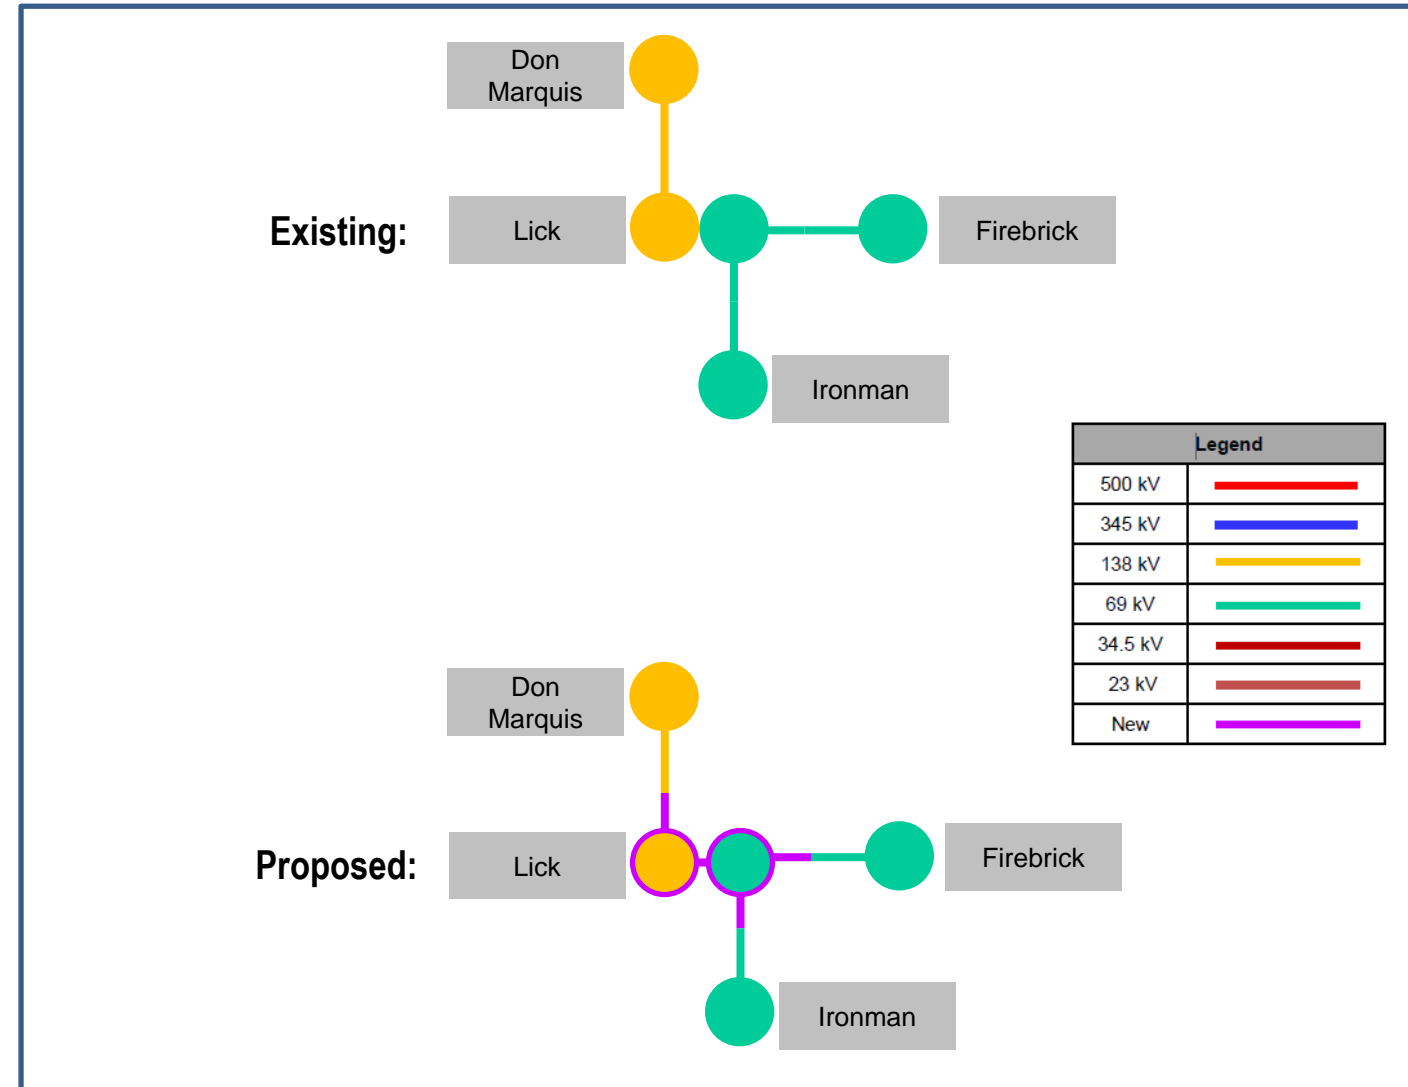 Don
Marquis
Existing:
Lick
Firebrick
Ironman
Legend
500 kV
345 kV
138 kV
69 kV
34.5 kV
23 kV
New
Don
Marquis
Proposed:
Lick
Firebrick
Ironman